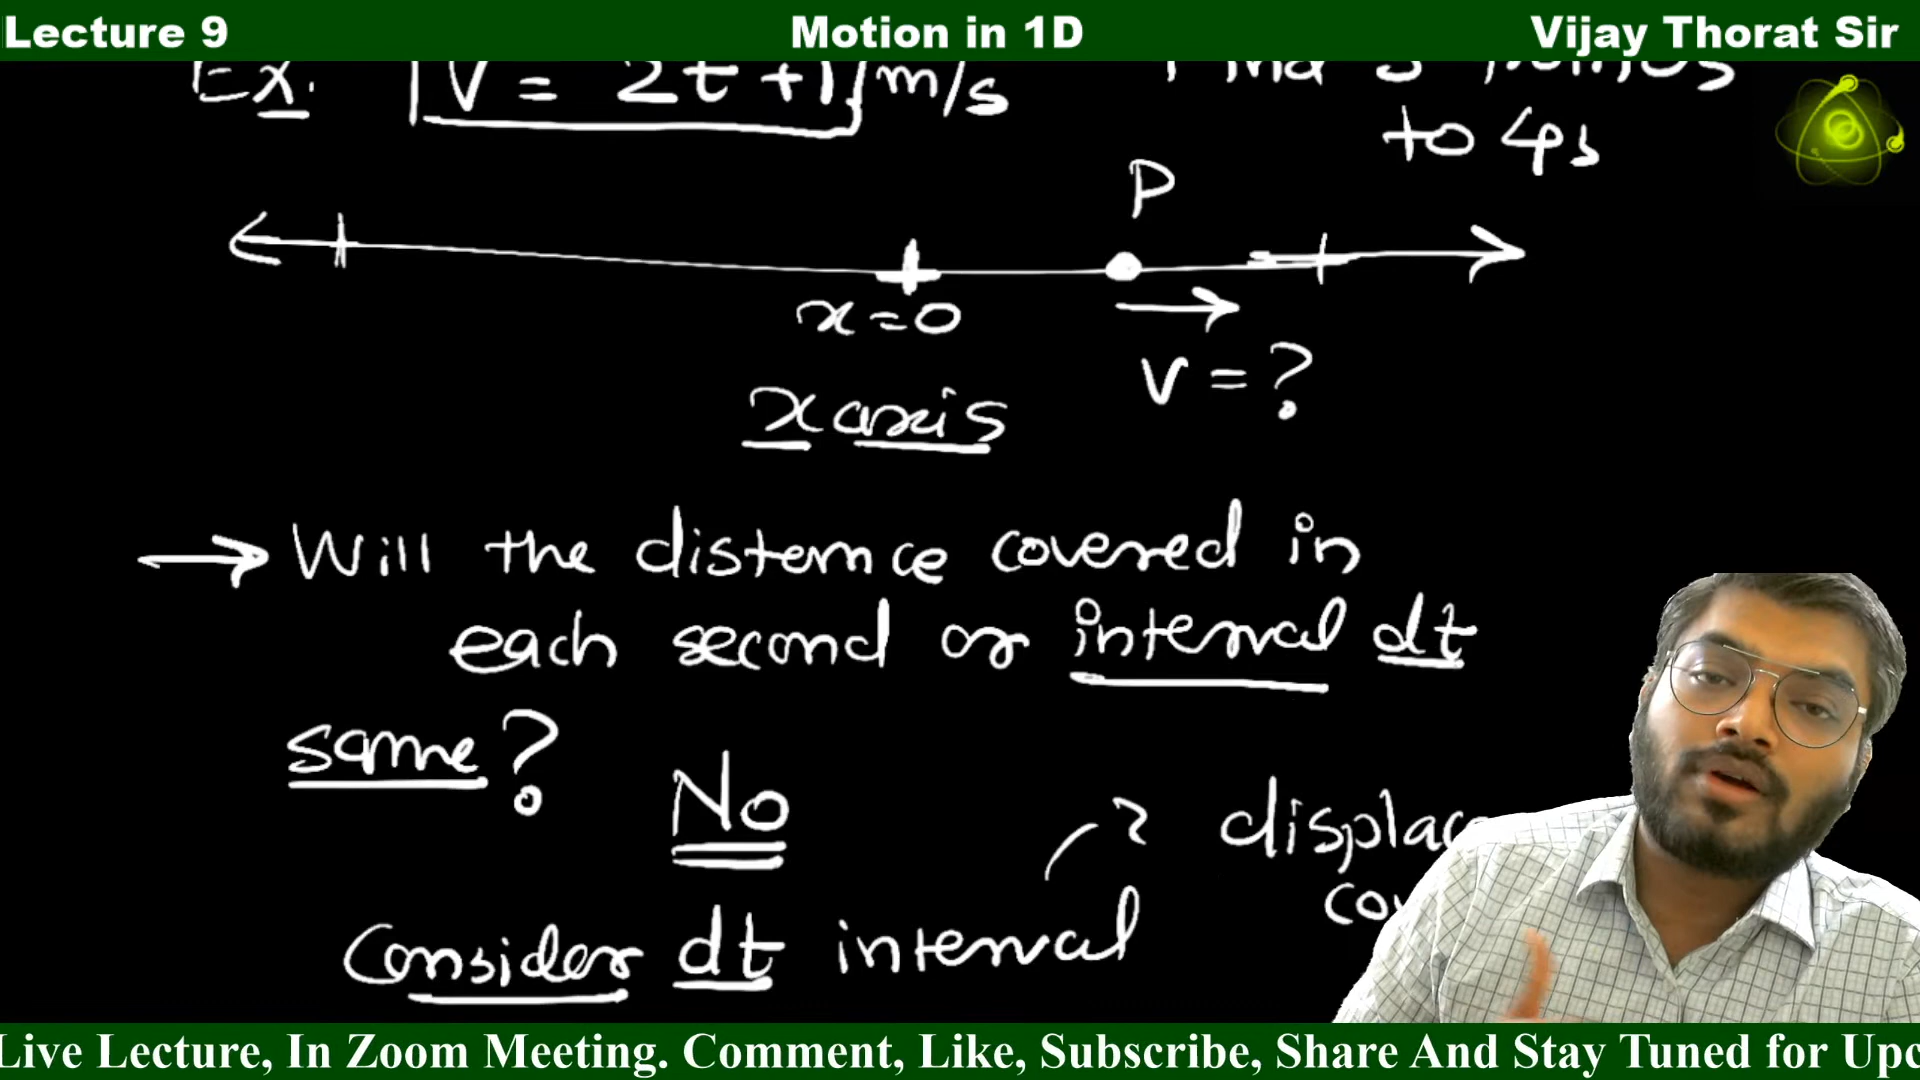 Lecture 9 Motion in 1D Vijay Thorat Sir
Ex. V = 2t + 1 m/s
to 4s
P
x=0
V = ?
x axis
→ Will the distance covered in
each second or interval dt
same?
No
? displac
Consider dt interval
Live Lecture, In Zoom Meeting. Comment, Like, Subscribe, Share And Stay Tuned for Upc